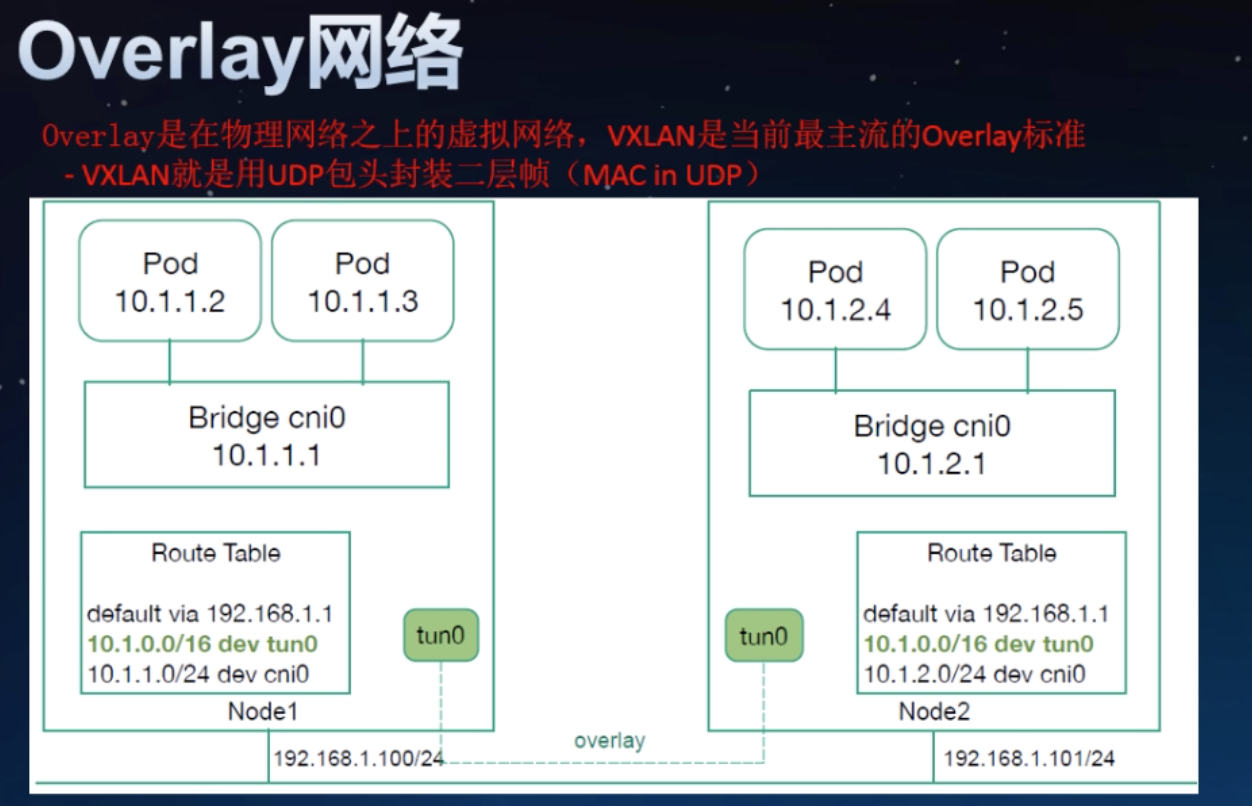 Overlay网络
Overlay是在物理网络之上的虚拟网络，VXLAN是当前最主流的Overlay标准
- VXLAN就是用UDP包头封装二层帧（MAC in UDP）
Pod
10.1.1.2
Pod
10.1.1.3
Bridge cni0
10.1.1.1
Route Table
default via 192.168.1.1
10.1.0.0/16 dev tun0
10.1.1.0/24 dev cni0
tun0
Node1
192.168.1.100/24
overlay
Pod
10.1.2.4
Pod
10.1.2.5
Bridge cni0
10.1.2.1
tun0
Route Table
default via 192.168.1.1
10.1.0.0/16 dev tun0
10.1.2.0/24 dev cni0
Node2
192.168.1.101/24